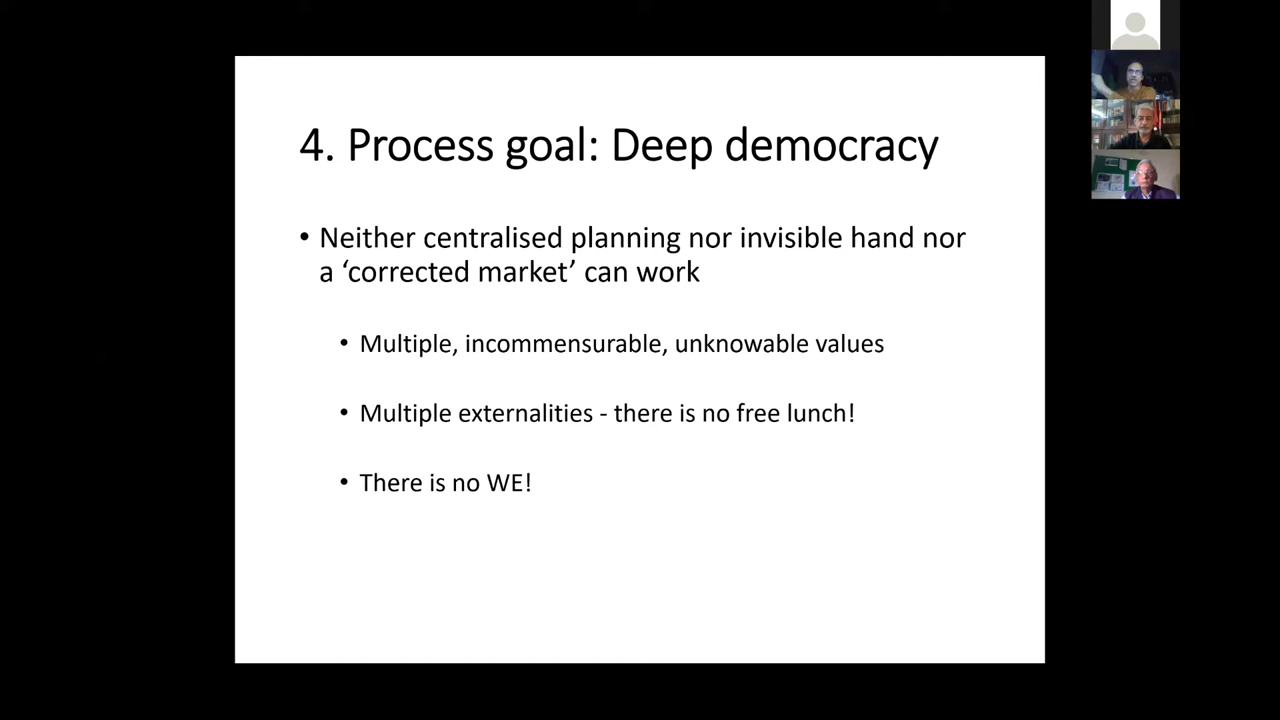 4. Process goal: Deep democracy
• Neither centralised planning nor invisible hand nor
a ‘corrected market’ can work
• Multiple, incommensurable, unknowable values
• Multiple externalities - there is no free lunch!
• There is no WE!